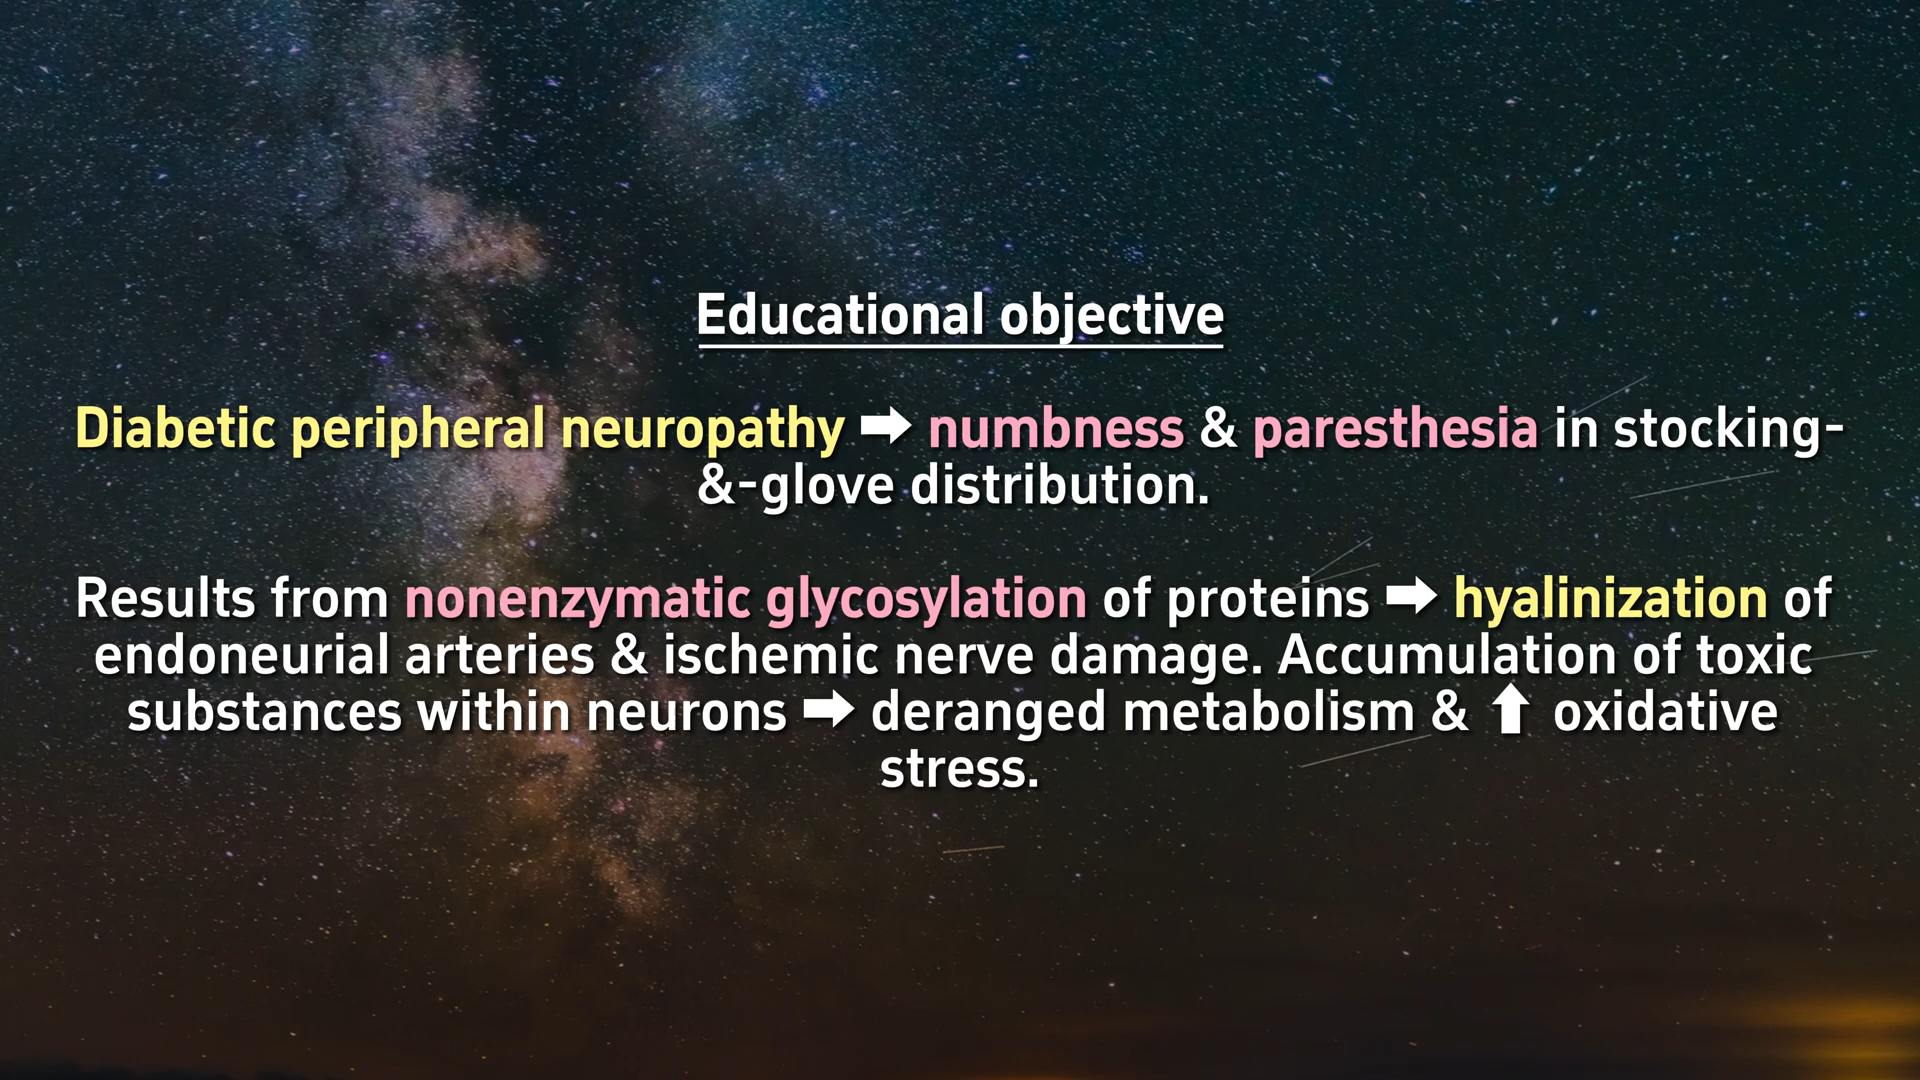 Educational objective
Diabetic peripheral neuropathy ➡ numbness & paresthesia in stocking-
&-glove distribution.
Results from nonenzymatic glycosylation of proteins ➡ hyalinization of
endoneurial arteries & ischemic nerve damage. Accumulation of toxic
substances within neurons ➡ deranged metabolism & ⬆ oxidative
stress.